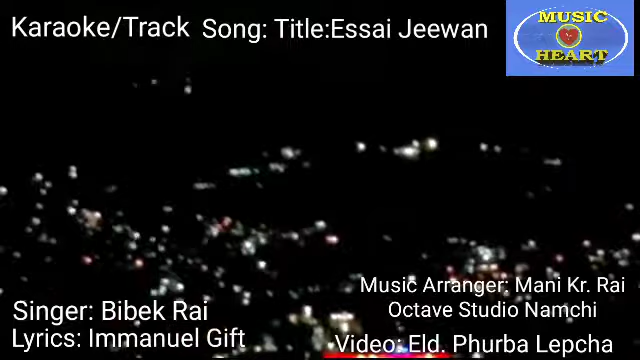 Karaoke/Track Song: Title:Essai Jeewan
MUSIC
HEART
Music Arranger: Mani Kr. Rai
Octave Studio Namchi
Singer: Bibek Rai
Lyrics: Immanuel Gift
Video: Eld. Phurba Lepcha